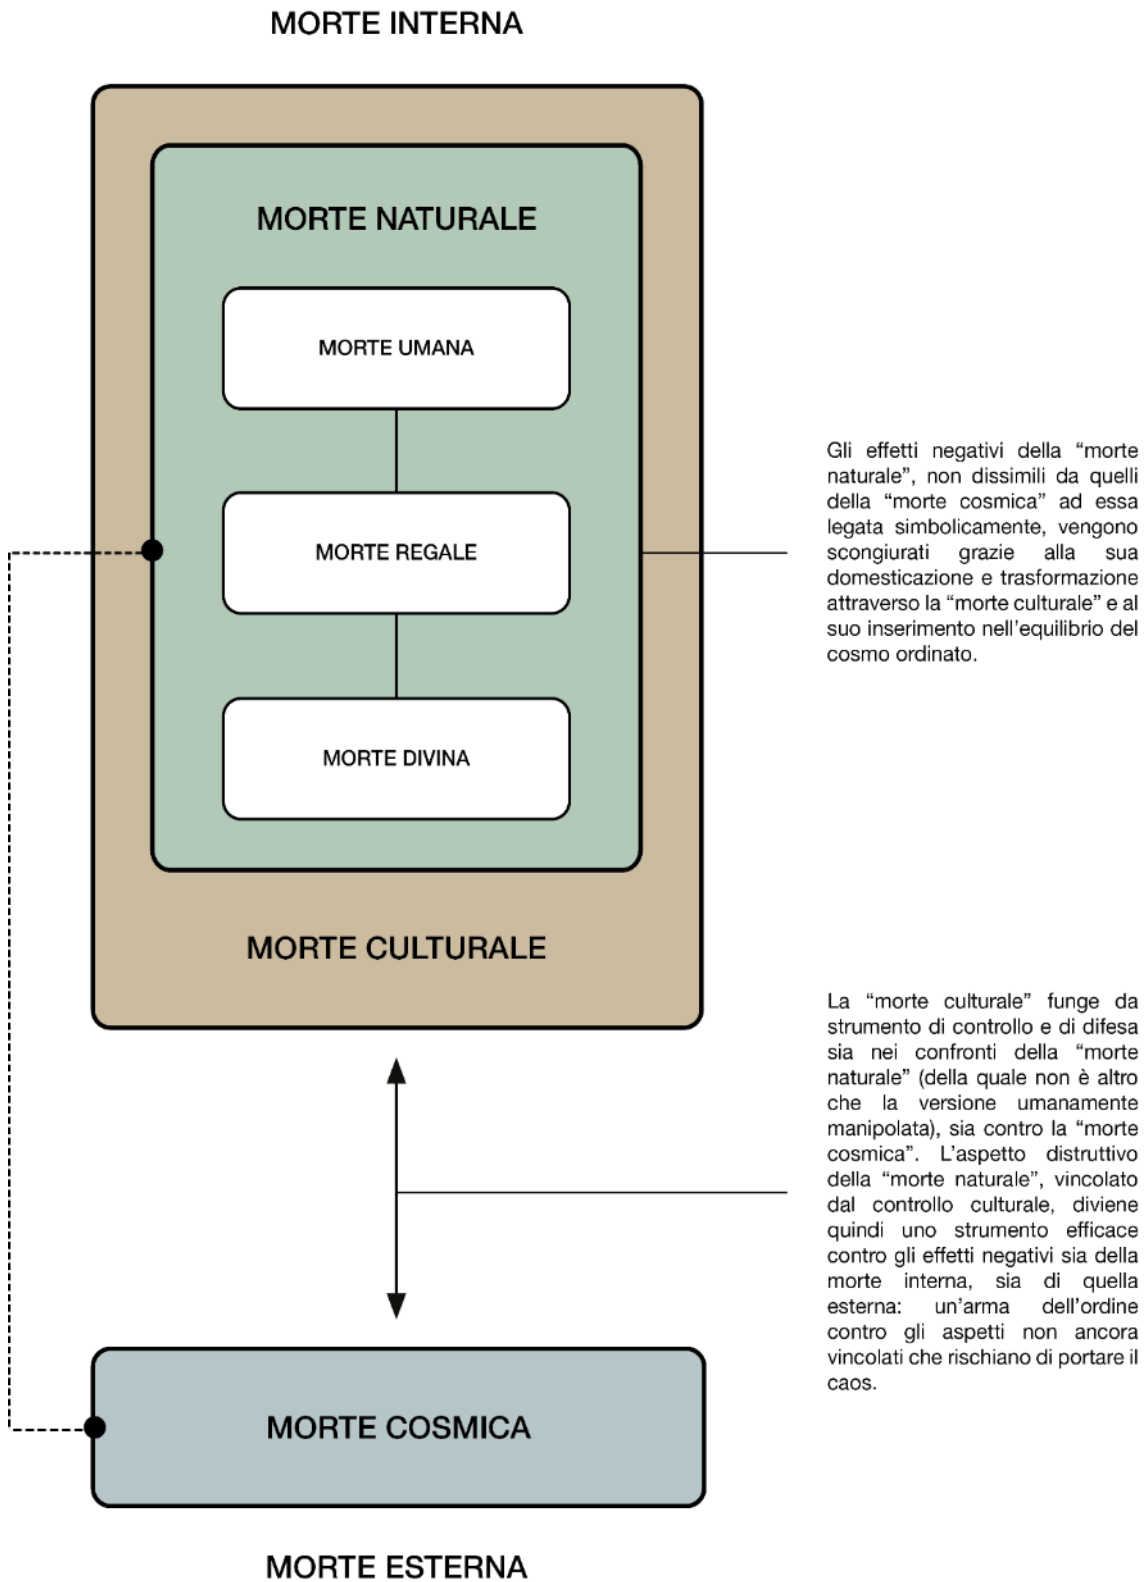 MORTE INTERNA
MORTE NATURALE
MORTE UMANA
MORTE REGALE
MORTE DIVINA
MORTE CULTURALE
Gli effetti negativi della “morte
naturale”, non dissimili da quelli
della “morte cosmica” ad essa
legata simbolicamente, vengono
scongiurati grazie alla sua
domesticazione e trasformazione
attraverso la “morte culturale” e al
suo inserimento nell’equilibrio del
cosmo ordinato.
La “morte culturale” funge da
strumento di controllo e di difesa
sia nei confronti della “morte
naturale” (della quale non è altro
che la versione umanamente
manipolata), sia contro la “morte
cosmica”. L’aspetto distruttivo
della “morte naturale”, vincolato
dal controllo culturale, diviene
quindi uno strumento efficace
contro gli effetti negativi sia della
morte interna, sia di quella
esterna: un’arma dell’ordine
contro gli aspetti non ancora
vincolati che rischiano di portare il
caos.
MORTE COSMICA
MORTE ESTERNA